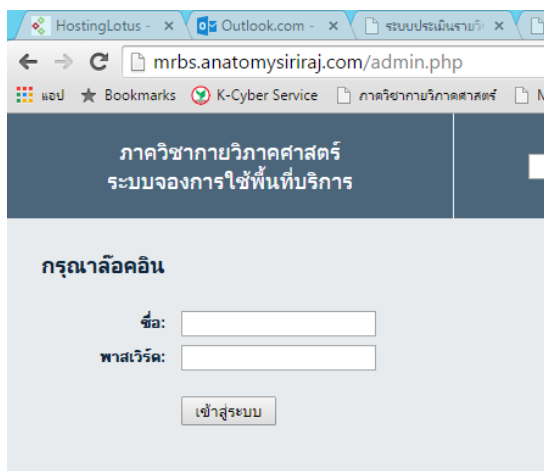 HostingLotus -
Outlook.com -
ระบบประเมินรายวิ
mrbs.anatomysiriraj.com/admin.php
แอป Bookmarks K-Cyber Service ภาควิชากายวิภาคศาสตร์ M
ภาควิชากายวิภาคศาสตร์
ระบบจองการใช้พื้นที่บริการ
กรุณาล๊อคอิน
ชื่อ:
พาสเวิร์ด:
เข้าสู่ระบบ